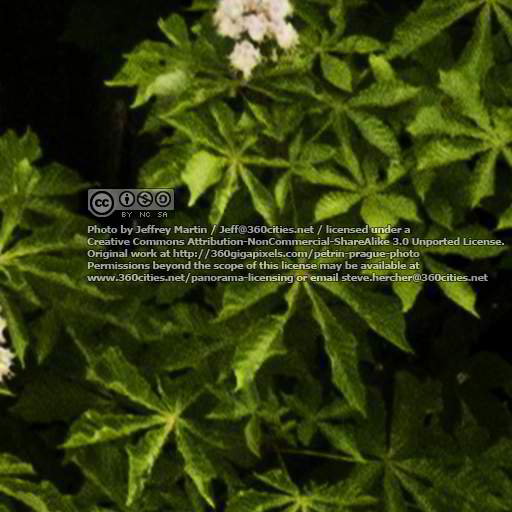 cc BY NC SA
Photo by Jeffrey Martin / Jeff@360cities.net / licensed under a
Creative Commons Attribution-NonCommercial-ShareAlike 3.0 Unported License.
Original work at http://360gigapixels.com/petrin-prague-photo
Permissions beyond the scope of this license may be available at
www.360cities.net/panorama-licensing or email steve.hercher@360cities.net